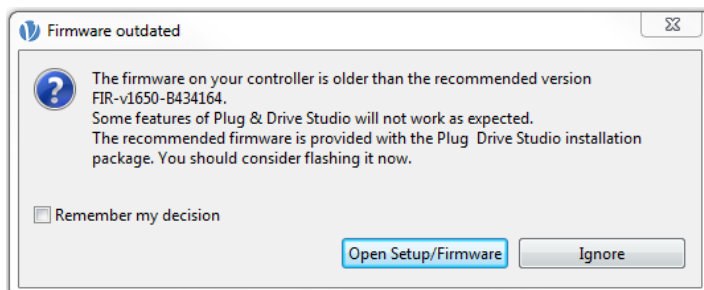 Firmware outdated
The firmware on your controller is older than the recommended version
FIR-v1650-B434164.
Some features of Plug & Drive Studio will not work as expected.
The recommended firmware is provided with the Plug  Drive Studio installation
package. You should consider flashing it now.
Remember my decision
Open Setup/Firmware
Ignore